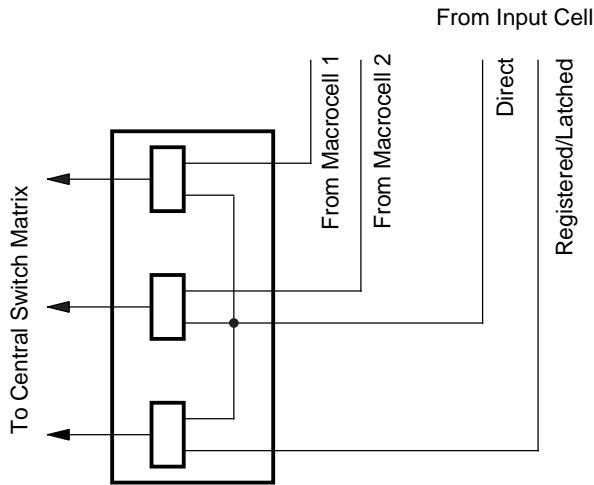 From Input Cell
From Macrocell 1
From Macrocell 2
Direct
Registered/Latched
To Central Switch Matrix